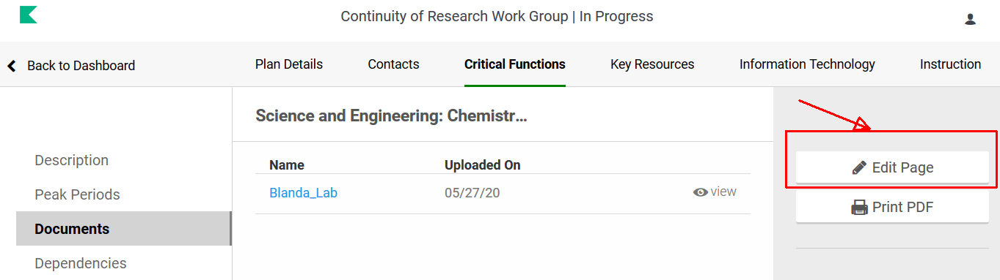 Continuity of Research Work Group | In Progress
Back to Dashboard
Plan Details
Contacts
Critical Functions
Key Resources
Information Technology
Instruction
Description
Peak Periods
Documents
Dependencies
Science and Engineering: Chemistr...
Name Uploaded On
Blanda_Lab 05/27/20 view
Edit Page
Print PDF